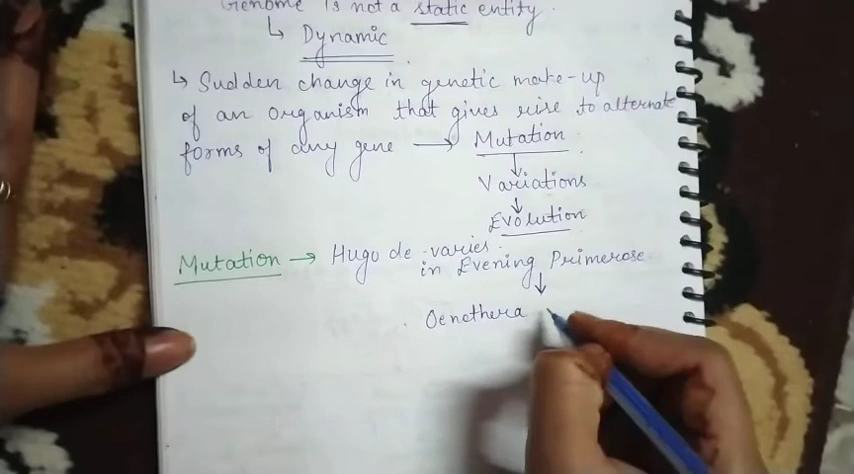 Genome is not a static entity.
↳ Dynamic
↳ Sudden change in genetic make-up
of an organism that gives rise to alternate
forms of any gene → Mutation
Variations
Evolution
Mutation → Hugo de-varies
in Evening Primerose
Oenothera